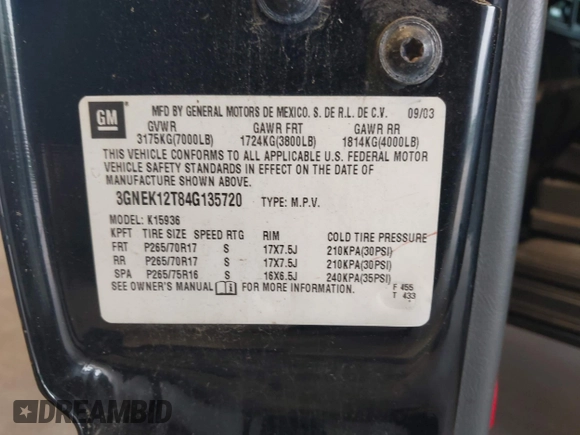 GM
MFD BY GENERAL MOTORS DE MEXICO, S. DE R.L. DE C.V. 09/03
GVWR GAWR FRT GAWR RR
3175KG(7000LB) 1724KG(3800LB) 1814KG(4000LB)
THIS VEHICLE CONFORMS TO ALL APPLICABLE U.S. FEDERAL MOTOR
VEHICLE SAFETY STANDARDS IN EFFECT ON THE DATE OF
MANUFACTURE SHOWN ABOVE.
3GNEK12T84G135720 TYPE: M.P.V.
MODEL: K15936
KPFT TIRE SIZE SPEED RTG RIM COLD TIRE PRESSURE
FRT P265/70R17 S 17X7.5J 210KPA(30PSI)
RR P265/70R17 S 17X7.5J 210KPA(30PSI)
SPA P265/75R16 S 16X6.5J 240KPA(35PSI)
SEE OWNER'S MANUAL FOR MORE INFORMATION.
F 455
T 433
DREAMBID